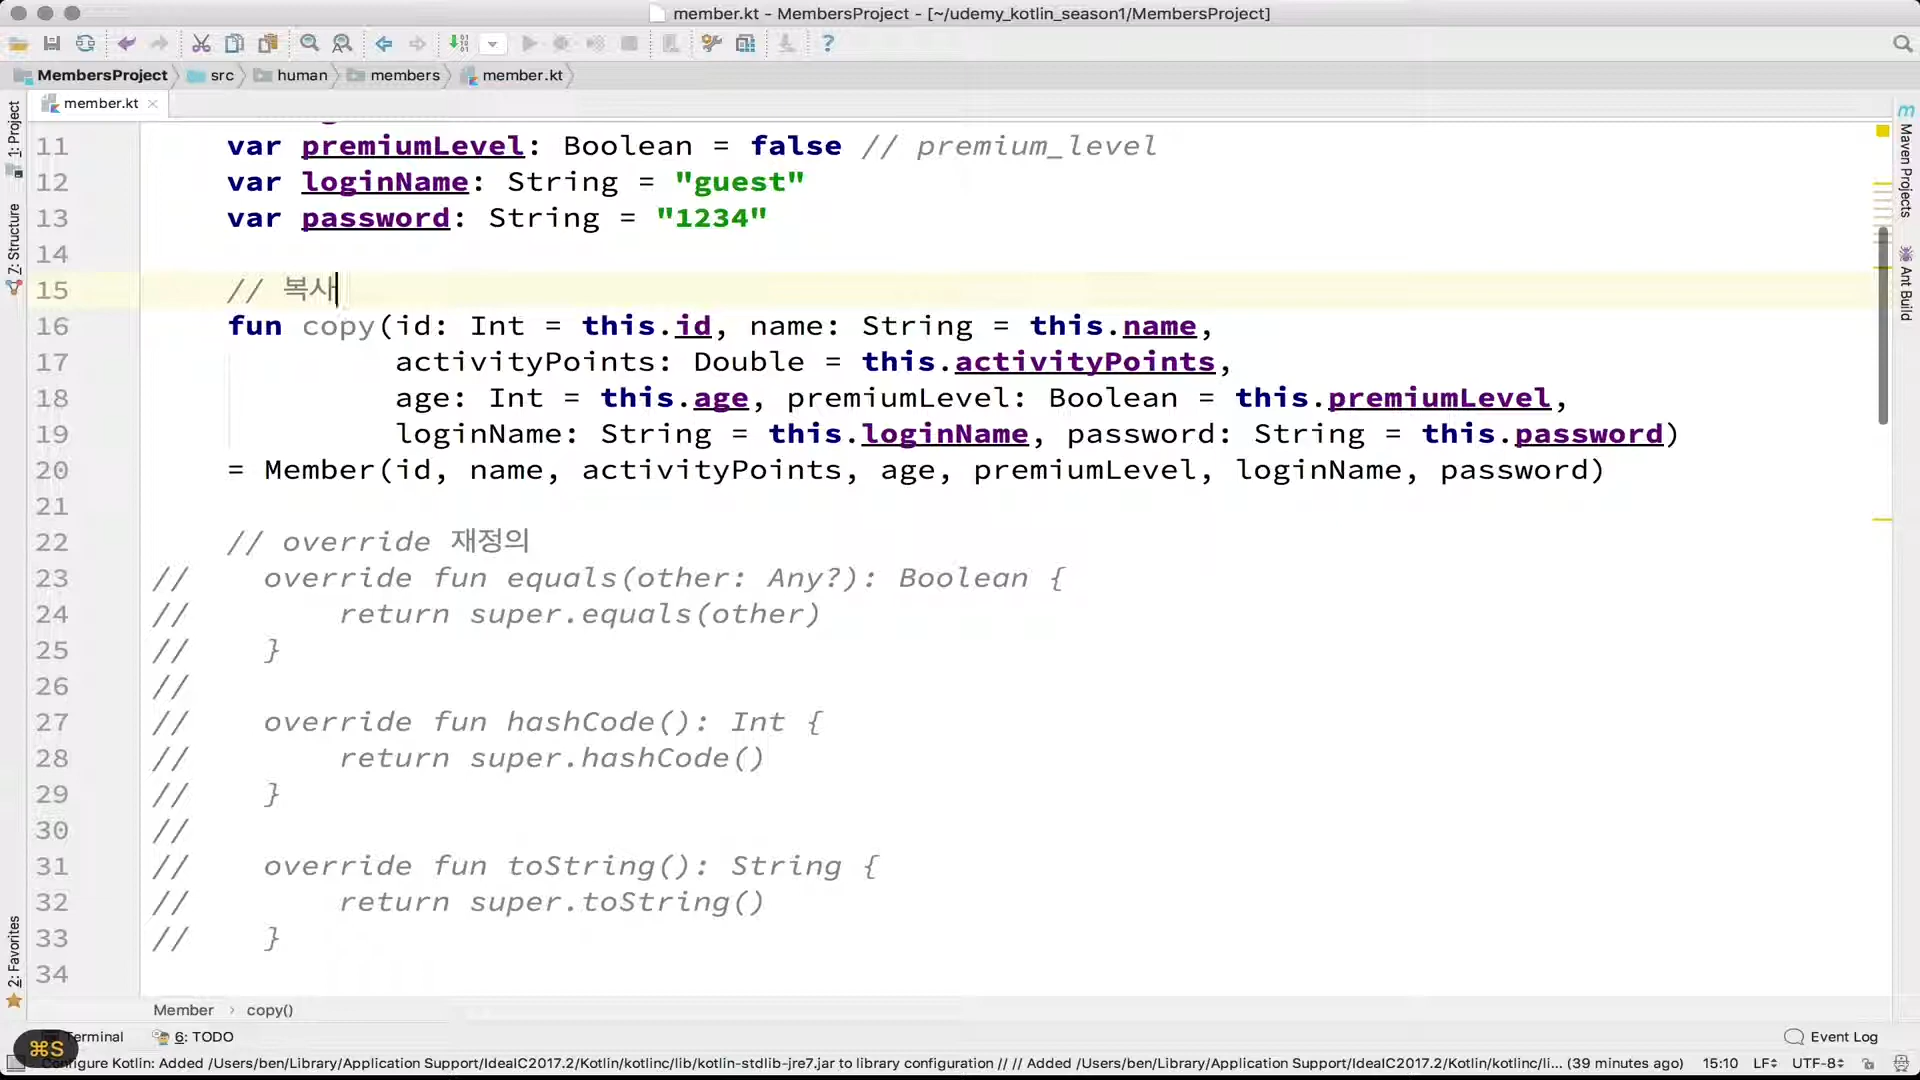 member.kt - MembersProject - [~/udemy_kotlin_season1/MembersProject]
MembersProject src human members member.kt
member.kt
1: Project
7: Structure
2: Favorites
Maven Projects
Ant Build
11 var premiumLevel: Boolean = false // premium_level
12 var loginName: String = "guest"
13 var password: String = "1234"
14
15 // 복사
16 fun copy(id: Int = this.id, name: String = this.name,
17 activityPoints: Double = this.activityPoints,
18 age: Int = this.age, premiumLevel: Boolean = this.premiumLevel,
19 loginName: String = this.loginName, password: String = this.password)
20 = Member(id, name, activityPoints, age, premiumLevel, loginName, password)
21
22 // override 재정의
23 // override fun equals(other: Any?): Boolean {
24 // return super.equals(other)
25 // }
26 //
27 // override fun hashCode(): Int {
28 // return super.hashCode()
29 // }
30 //
31 // override fun toString(): String {
32 // return super.toString()
33 // }
34
Member › copy()
Terminal 6: TODO Event Log
⌘S
Configure Kotlin: Added /Users/ben/Library/Application Support/IdeaIC2017.2/Kotlin/kotlinc/lib/kotlin-stdlib-jre7.jar to library configuration // // Added /Users/ben/Library/Application Support/IdeaIC2017.2/Kotlin/kotlinc/li... (39 minutes ago) 15:10 LF UTF-8